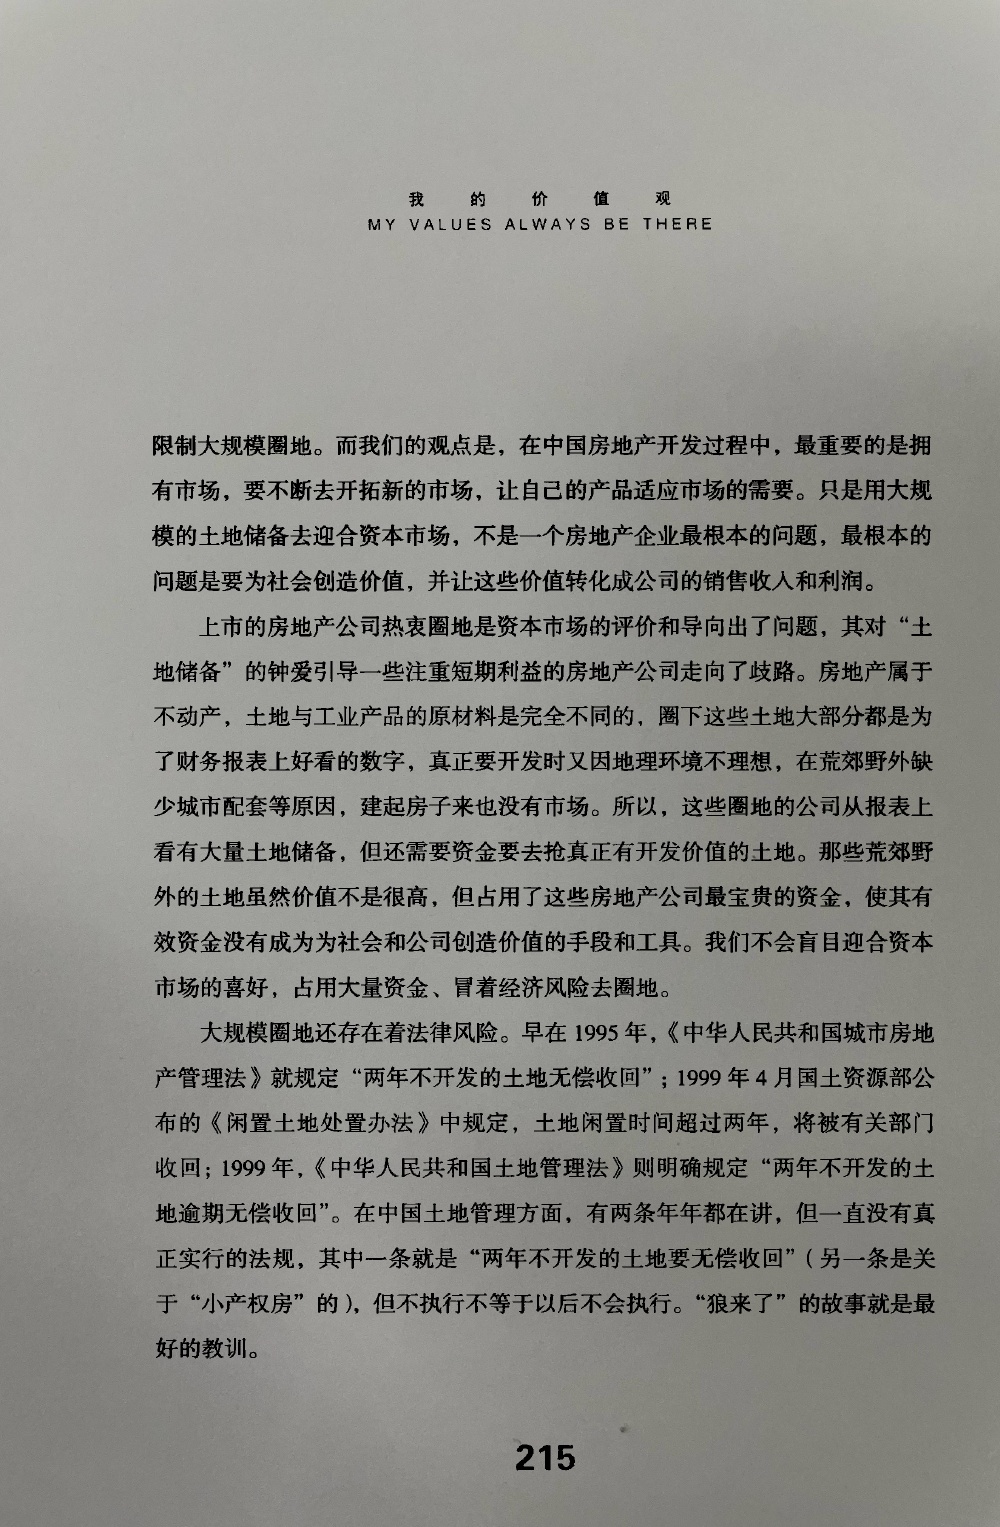 我的价值观
MY VALUES ALWAYS BE THERE
限制大规模圈地。而我们的观点是，在中国房地产开发过程中，最重要的是拥
有市场，要不断去开拓新的市场，让自己的产品适应市场的需要。只是用大规
模的土地储备去迎合资本市场，不是一个房地产企业最根本的问题，最根本的
问题是要为社会创造价值，并让这些价值转化成公司的销售收入和利润。
上市的房地产公司热衷圈地是资本市场的评价和导向出了问题，其对“土
地储备”的钟爱引导一些注重短期利益的房地产公司走向了歧路。房地产属于
不动产，土地与工业产品的原材料是完全不同的，圈下这些土地大部分都是为
了财务报表上好看的数字，真正要开发时又因地理环境不理想，在荒郊野外缺
少城市配套等原因，建起房子来也没有市场。所以，这些圈地的公司从报表上
看有大量土地储备，但还需要资金要去抢真正有开发价值的土地。那些荒郊野
外的土地虽然价值不是很高，但占用了这些房地产公司最宝贵的资金，使其有
效资金没有成为为社会和公司创造价值的手段和工具。我们不会盲目迎合资本
市场的喜好，占用大量资金、冒着经济风险去圈地。
大规模圈地还存在着法律风险。早在 1995 年，《中华人民共和国城市房地
产管理法》就规定“两年不开发的土地无偿收回”；1999 年 4 月国土资源部公
布的《闲置土地处置办法》中规定，土地闲置时间超过两年，将被有关部门
收回；1999 年，《中华人民共和国土地管理法》则明确规定“两年不开发的土
地逾期无偿收回”。在中国土地管理方面，有两条年年都在讲，但一直没有真
正实行的法规，其中一条就是“两年不开发的土地要无偿收回”（另一条是关
于“小产权房”的），但不执行不等于以后不会执行。“狼来了”的故事就是最
好的教训。
215